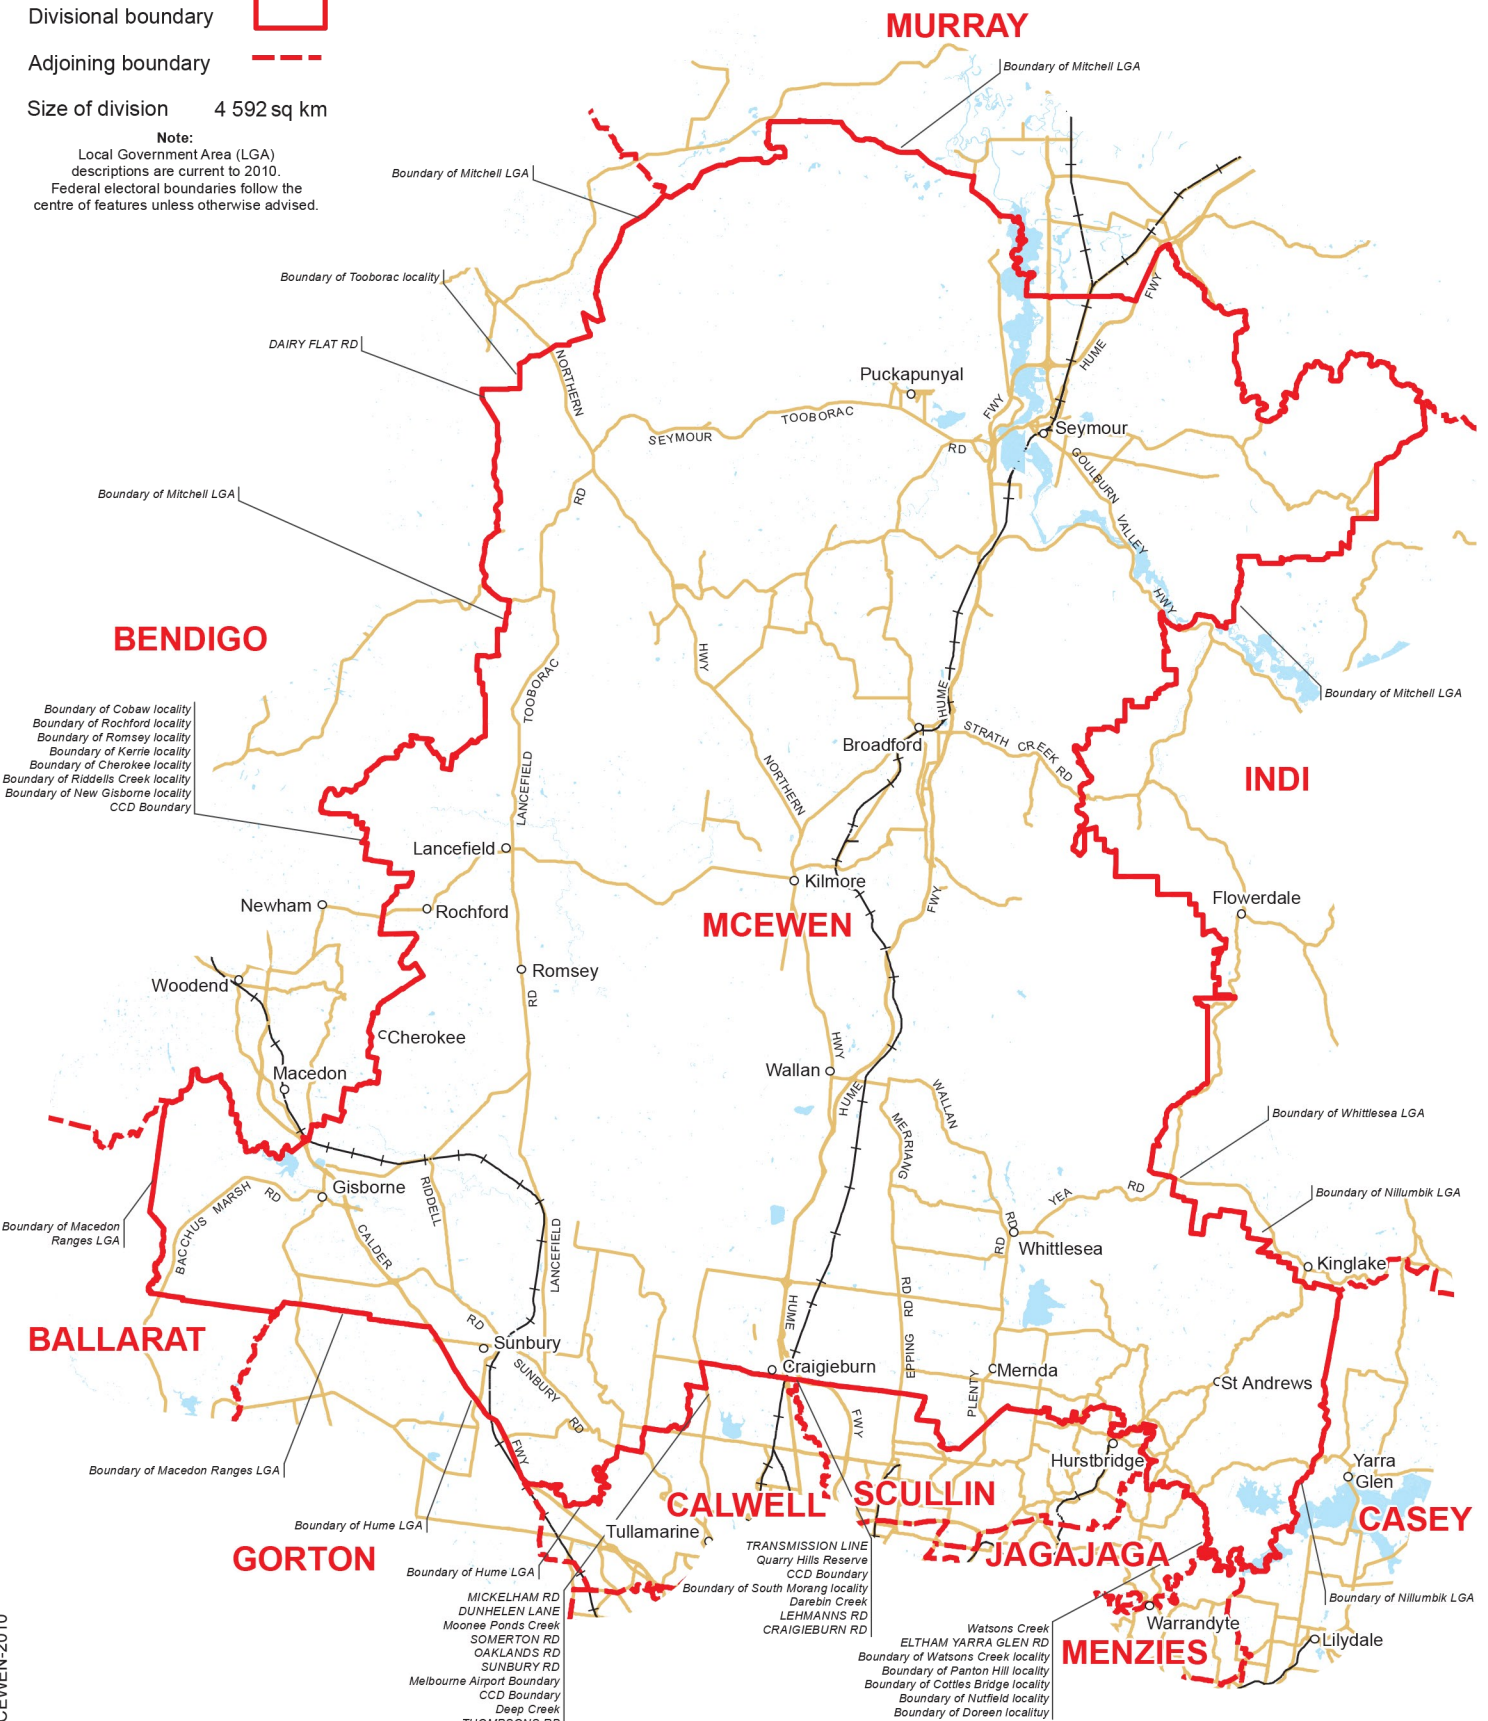 Divisional boundary
Adjoining boundary
Size of division 4 592 sq km
Note:
Local Government Area (LGA)
descriptions are current to 2010.
Federal electoral boundaries follow the
centre of features unless otherwise advised.
MURRAY
Boundary of Mitchell LGA
Boundary of Mitchell LGA
Boundary of Tooborac locality
DAIRY FLAT RD
FWY
HUME
NORTHERN
Puckapunyal
SEYMOUR
TOOBORAC
RD
FWY
Seymour
GOULBURN
VALLEY
HWY
Boundary of Mitchell LGA
RD
BENDIGO
HWY
TOOBORAC
LANCEFIELD
HUME
Boundary of Mitchell LGA
Boundary of Cobaw locality
Boundary of Rochford locality
Boundary of Romsey locality
Boundary of Kerrie locality
Boundary of Cherokee locality
Boundary of Riddells Creek locality
Boundary of New Gisborne locality
CCD Boundary
Broadford
STRATH CREEK RD
NORTHERN
INDI
Lancefield
Kilmore
Newham
Rochford
MCEWEN
FWY
Flowerdale
Woodend
Romsey
RD
Cherokee
HWY
Macedon
Wallan
HUME
WALLAN
MERRIANG
Boundary of Whittlesea LGA
Gisborne
BACCHUS MARSH RD
RIDDELL
YEA RD
RD
RD
Boundary of Nillumbik LGA
Boundary of Macedon
Ranges LGA
CALDER
LANCEFIELD
Whittlesea
Kinglake
HUME
RD
RD
BALLARAT
RD
Sunbury
SUNBURY
RD
Craigieburn
EPPING
PLENTY
Mernda
St Andrews
FWY
FWY
Boundary of Macedon Ranges LGA
Hurstbridge
Yarra
Glen
CALWELL
SCULLIN
CASEY
Boundary of Hume LGA
GORTON
Tullamarine
JAGAJAGA
Boundary of Hume LGA
MICKELHAM RD
DUNHELEN LANE
Moonee Ponds Creek
SOMERTON RD
OAKLANDS RD
SUNBURY RD
Melbourne Airport Boundary
CCD Boundary
Deep Creek
THOMPSONS RD
TRANSMISSION LINE
Quarry Hills Reserve
CCD Boundary
Boundary of South Morang locality
Darebin Creek
LEHMANNS RD
CRAIGIEBURN RD
Boundary of Nillumbik LGA
Warrandyte
Lilydale
MENZIES
Watsons Creek
ELTHAM YARRA GLEN RD
Boundary of Watsons Creek locality
Boundary of Panton Hill locality
Boundary of Cottles Bridge locality
Boundary of Nutfield locality
Boundary of Doreen localituy
CEWEN-2010